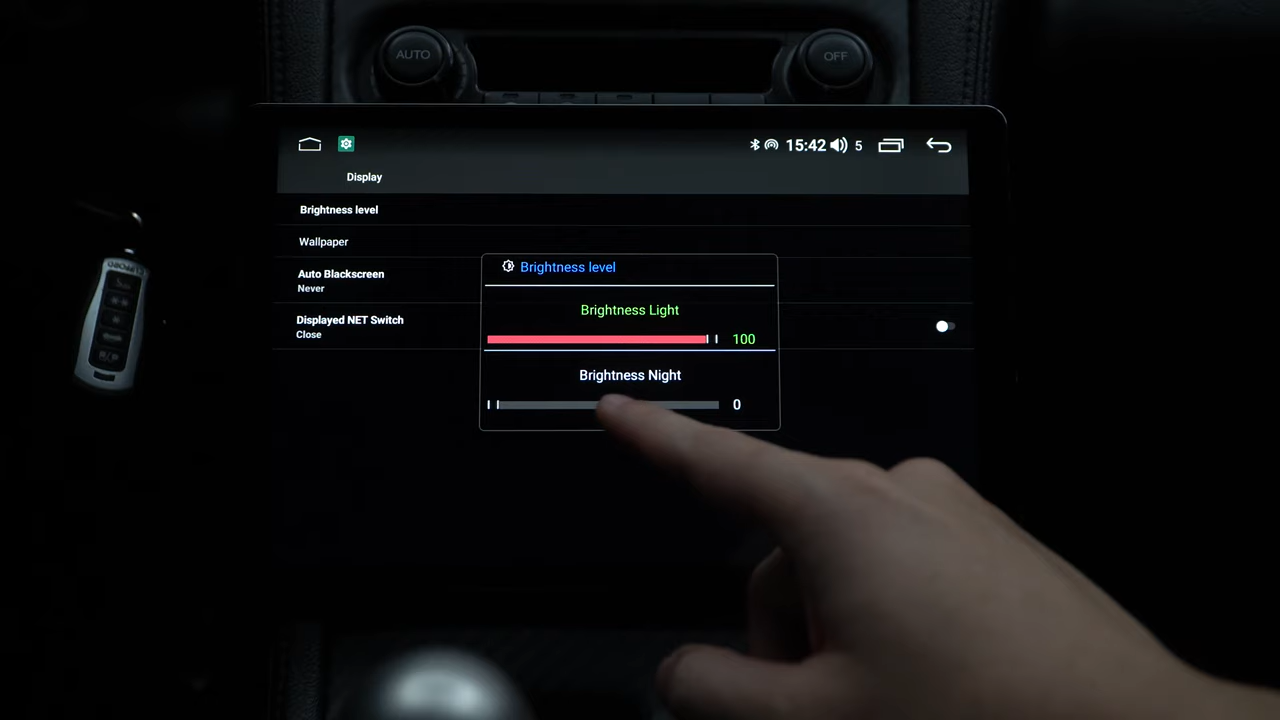 AUTO
OFF
15:42 5
Display
Brightness level
Wallpaper
Auto Blackscreen
Never
Displayed NET Switch
Close
Brightness level
Brightness Light
100
Brightness Night
0